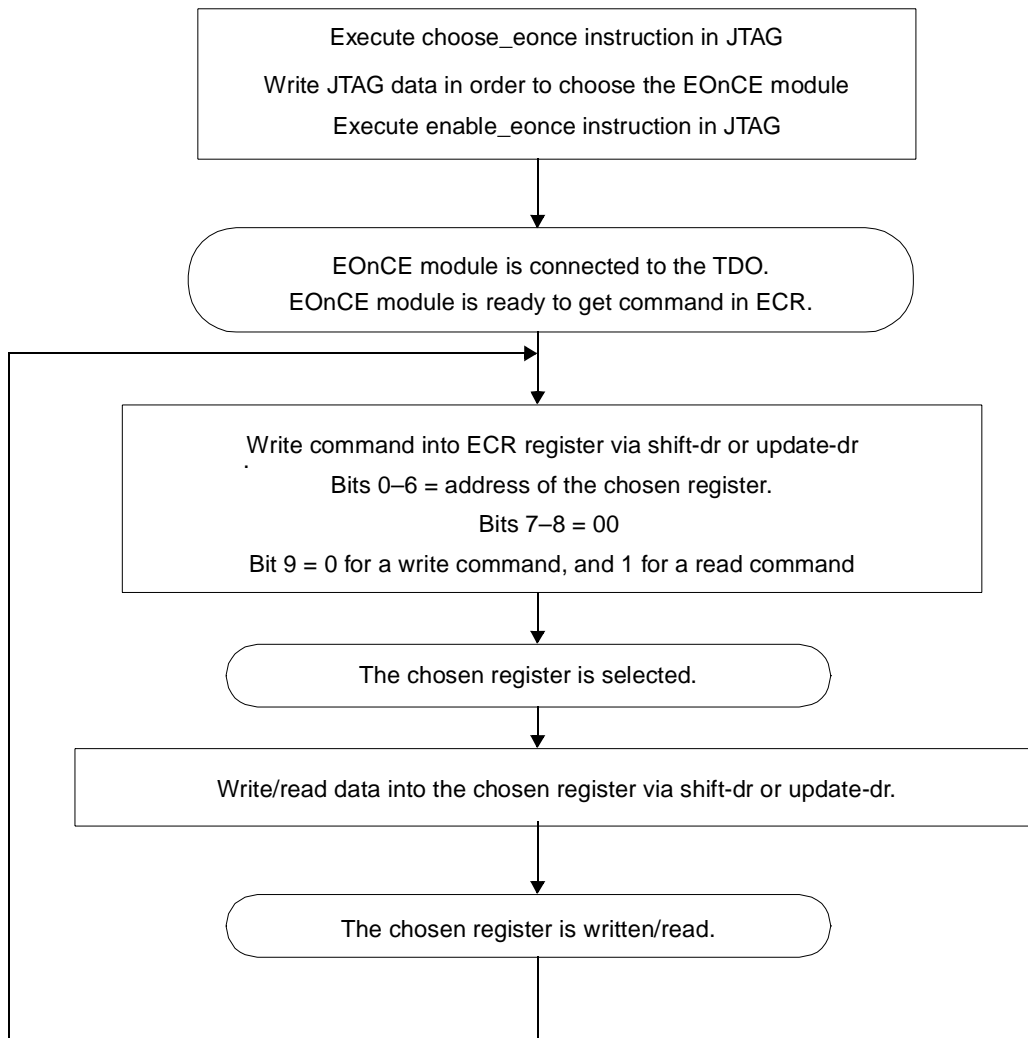 Execute choose_eonce instruction in JTAG
Write JTAG data in order to choose the EOnCE module
Execute enable_eonce instruction in JTAG
EOnCE module is connected to the TDO.
EOnCE module is ready to get command in ECR.
Write command into ECR register via shift-dr or update-dr
.
Bits 0–6 = address of the chosen register.
Bits 7–8 = 00
Bit 9 = 0 for a write command, and 1 for a read command
The chosen register is selected.
Write/read data into the chosen register via shift-dr or update-dr.
The chosen register is written/read.